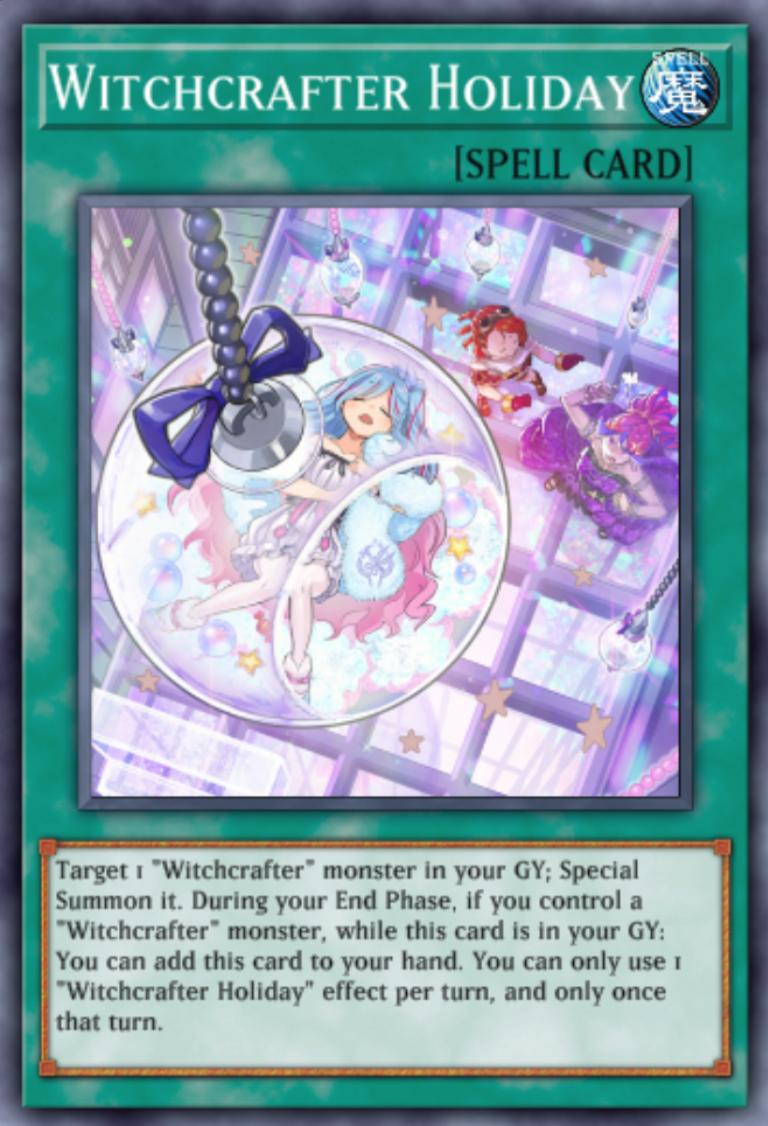 WITCHCRAFTER HOLIDAY
SPELL
魔
[SPELL CARD]
Target 1 "Witchcrafter" monster in your GY; Special
Summon it. During your End Phase, if you control a
"Witchcrafter" monster, while this card is in your GY:
You can add this card to your hand. You can only use 1
"Witchcrafter Holiday" effect per turn, and only once
that turn.